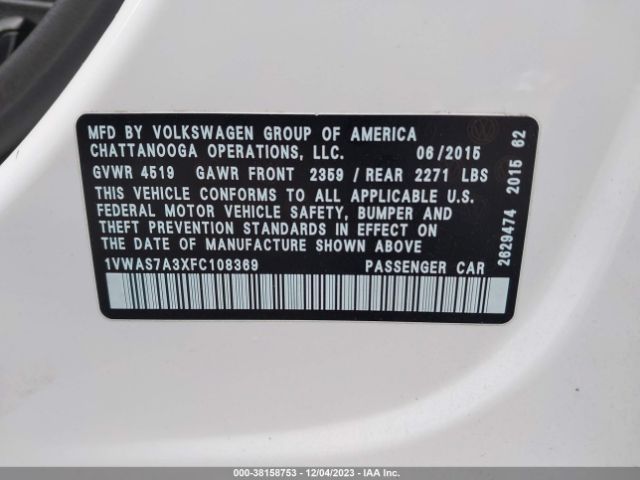 MFD BY VOLKSWAGEN GROUP OF AMERICA
CHATTANOOGA OPERATIONS, LLC. 06/2015
GVWR 4519 GAWR FRONT 2359 / REAR 2271 LBS
THIS VEHICLE CONFORMS TO ALL APPLICABLE U.S.
FEDERAL MOTOR VEHICLE SAFETY, BUMPER AND
THEFT PREVENTION STANDARDS IN EFFECT ON
THE DATE OF MANUFACTURE SHOWN ABOVE
1VWAS7A3XFC108369 PASSENGER CAR
2629474 2015 62
000-38158753 - 12/04/2023 - IAAI.COM